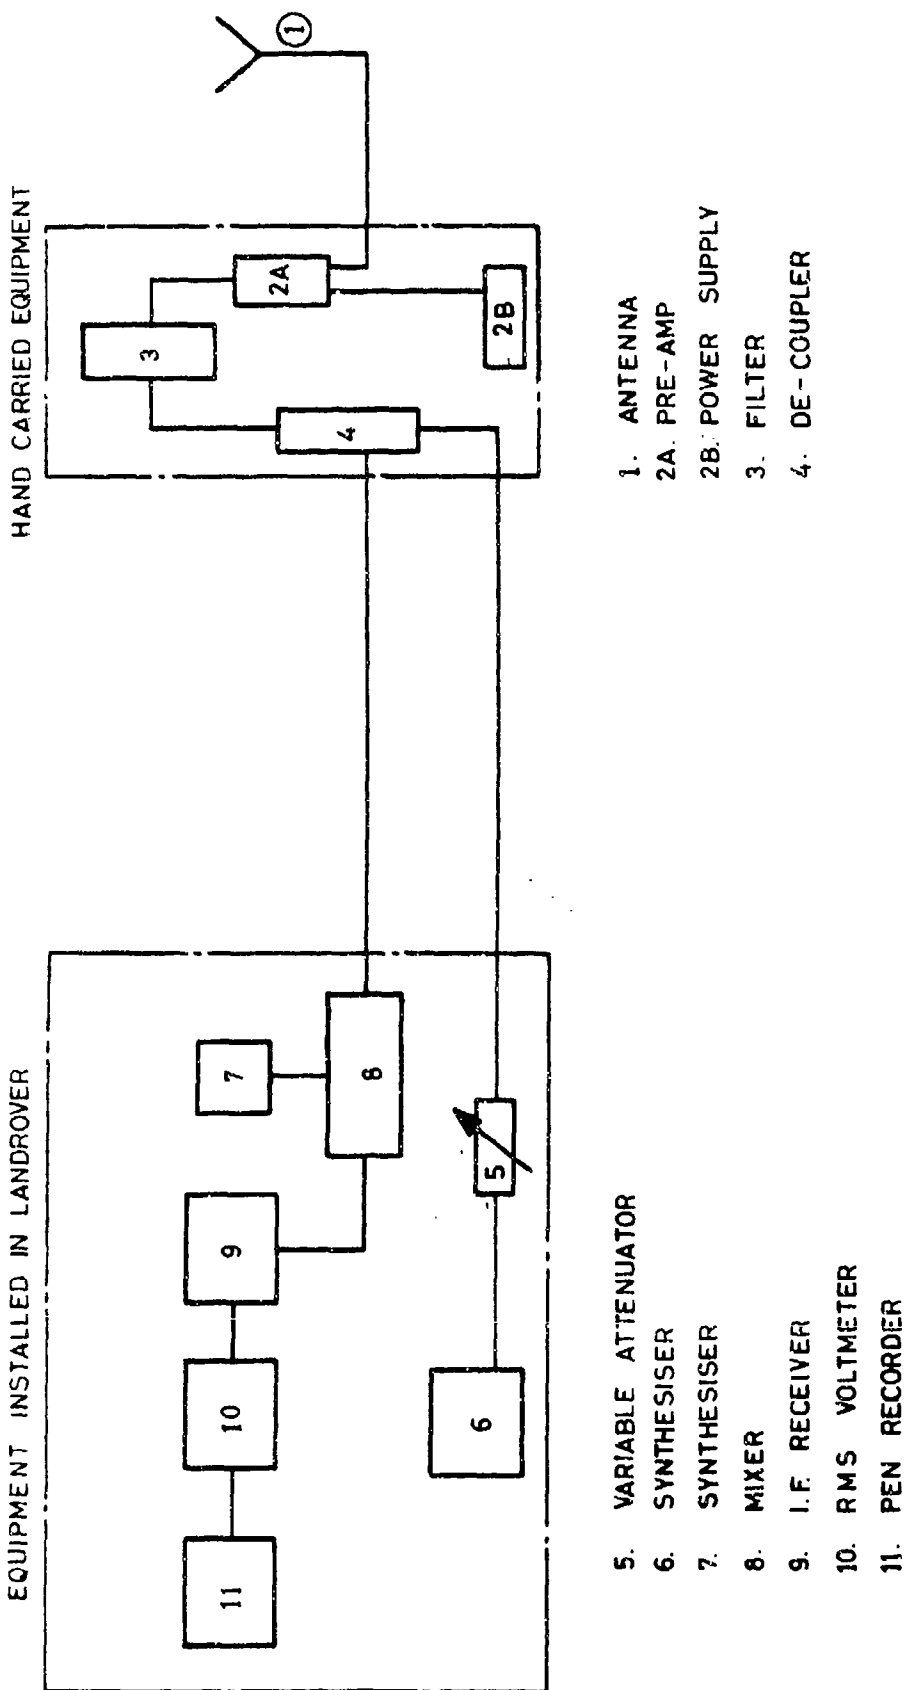 EQUIPMENT INSTALLED IN LANDROVER
HAND CARRIED EQUIPMENT
1
2A
2B
3
4
5
6
7
8
9
10
11
1. ANTENNA
2A. PRE-AMP
2B. POWER SUPPLY
3. FILTER
4. DE-COUPLER
5. VARIABLE ATTENUATOR
6. SYNTHESISER
7. SYNTHESISER
8. MIXER
9. I.F. RECEIVER
10. RMS VOLTMETER
11. PEN RECORDER